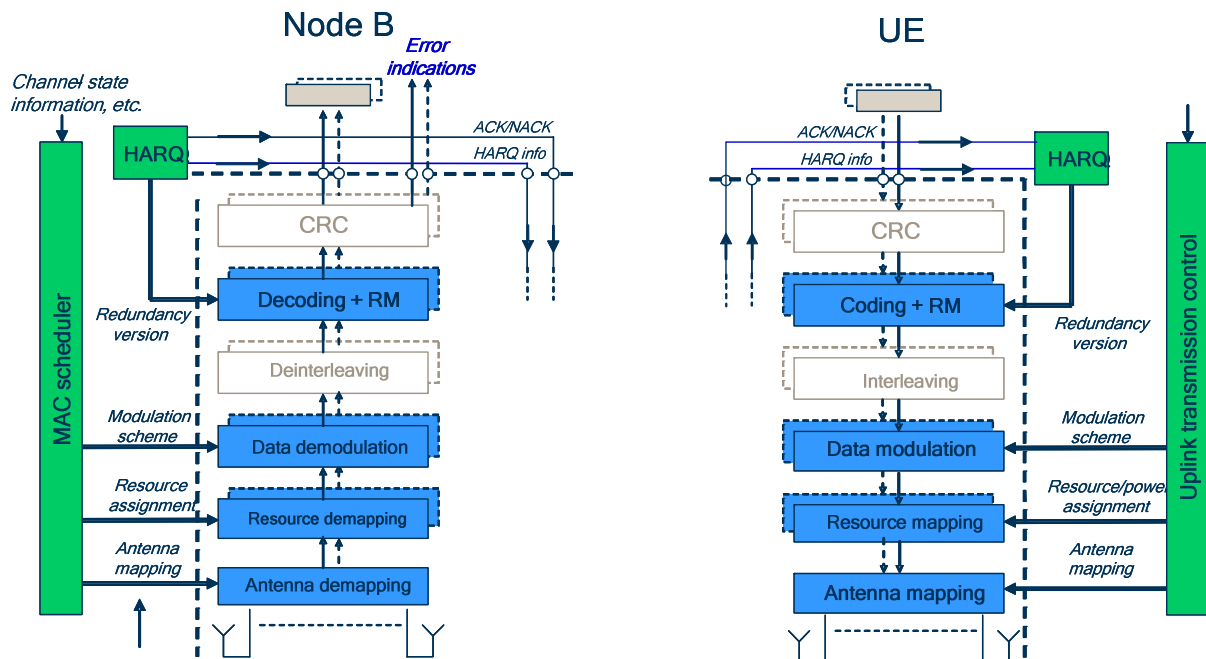 Node B
Error
indications
Channel state
information, etc.
HARQ
ACK/NACK
HARQ info
CRC
Decoding + RM
Redundancy
version
Deinterleaving
MAC scheduler
Modulation
scheme
Data demodulation
Resource
assignment
Resource demapping
Antenna
mapping
Antenna demapping
UE
ACK/NACK
HARQ info
HARQ
CRC
Coding + RM
Redundancy
version
Interleaving
Uplink transmission control
Modulation
scheme
Data modulation
Resource/power
assignment
Resource mapping
Antenna
mapping
Antenna mapping